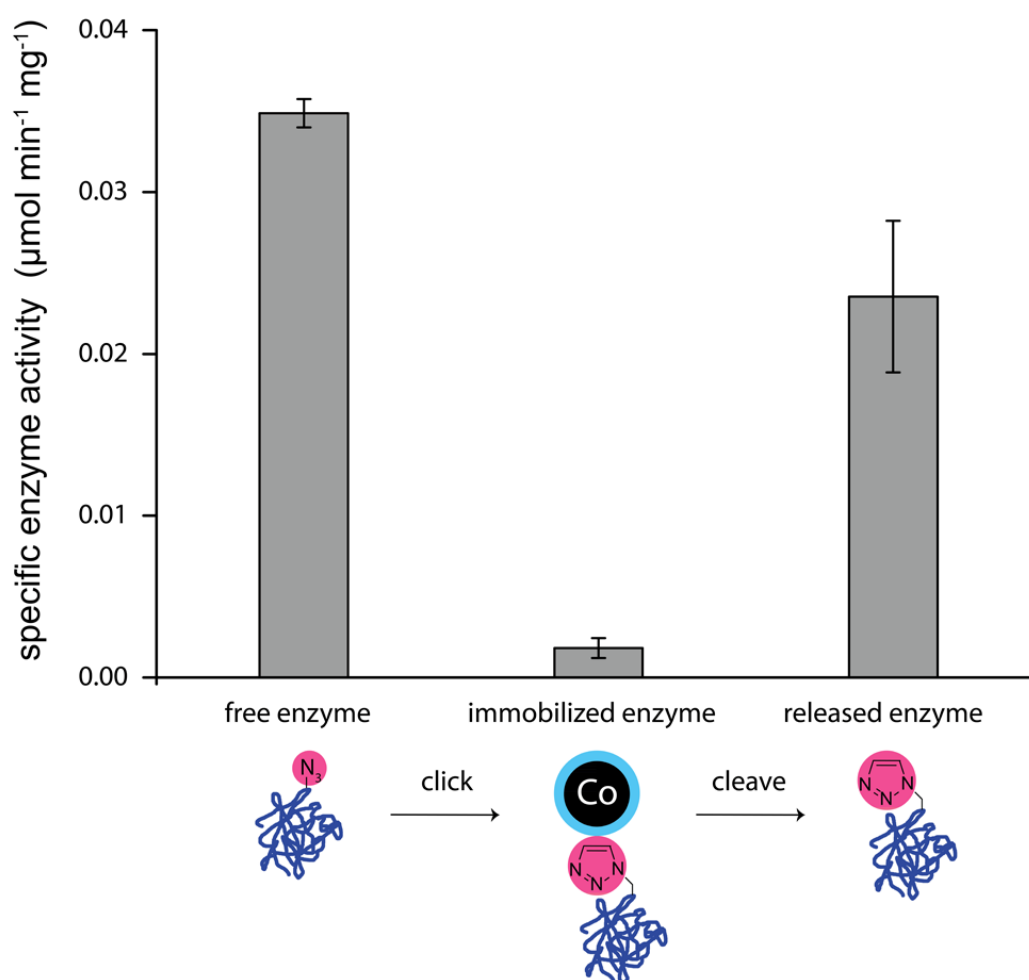 specific enzyme activity (µmol min⁻¹ mg⁻¹)
0.04
0.03
0.02
0.01
0.00
free enzyme immobilized enzyme released enzyme
N₃
click
Co
cleave
N N N
N N N